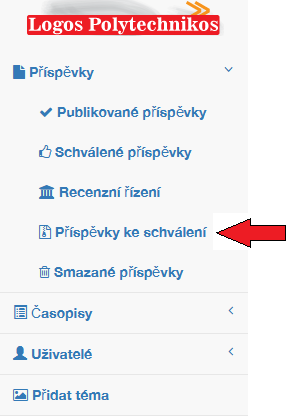 Logos Polytechnikos
Příspěvky
Publikované příspěvky
Schválené příspěvky
Recenzní řízení
Příspěvky ke schválení
Smazané příspěvky
Časopisy
Uživatelé
Přidat téma